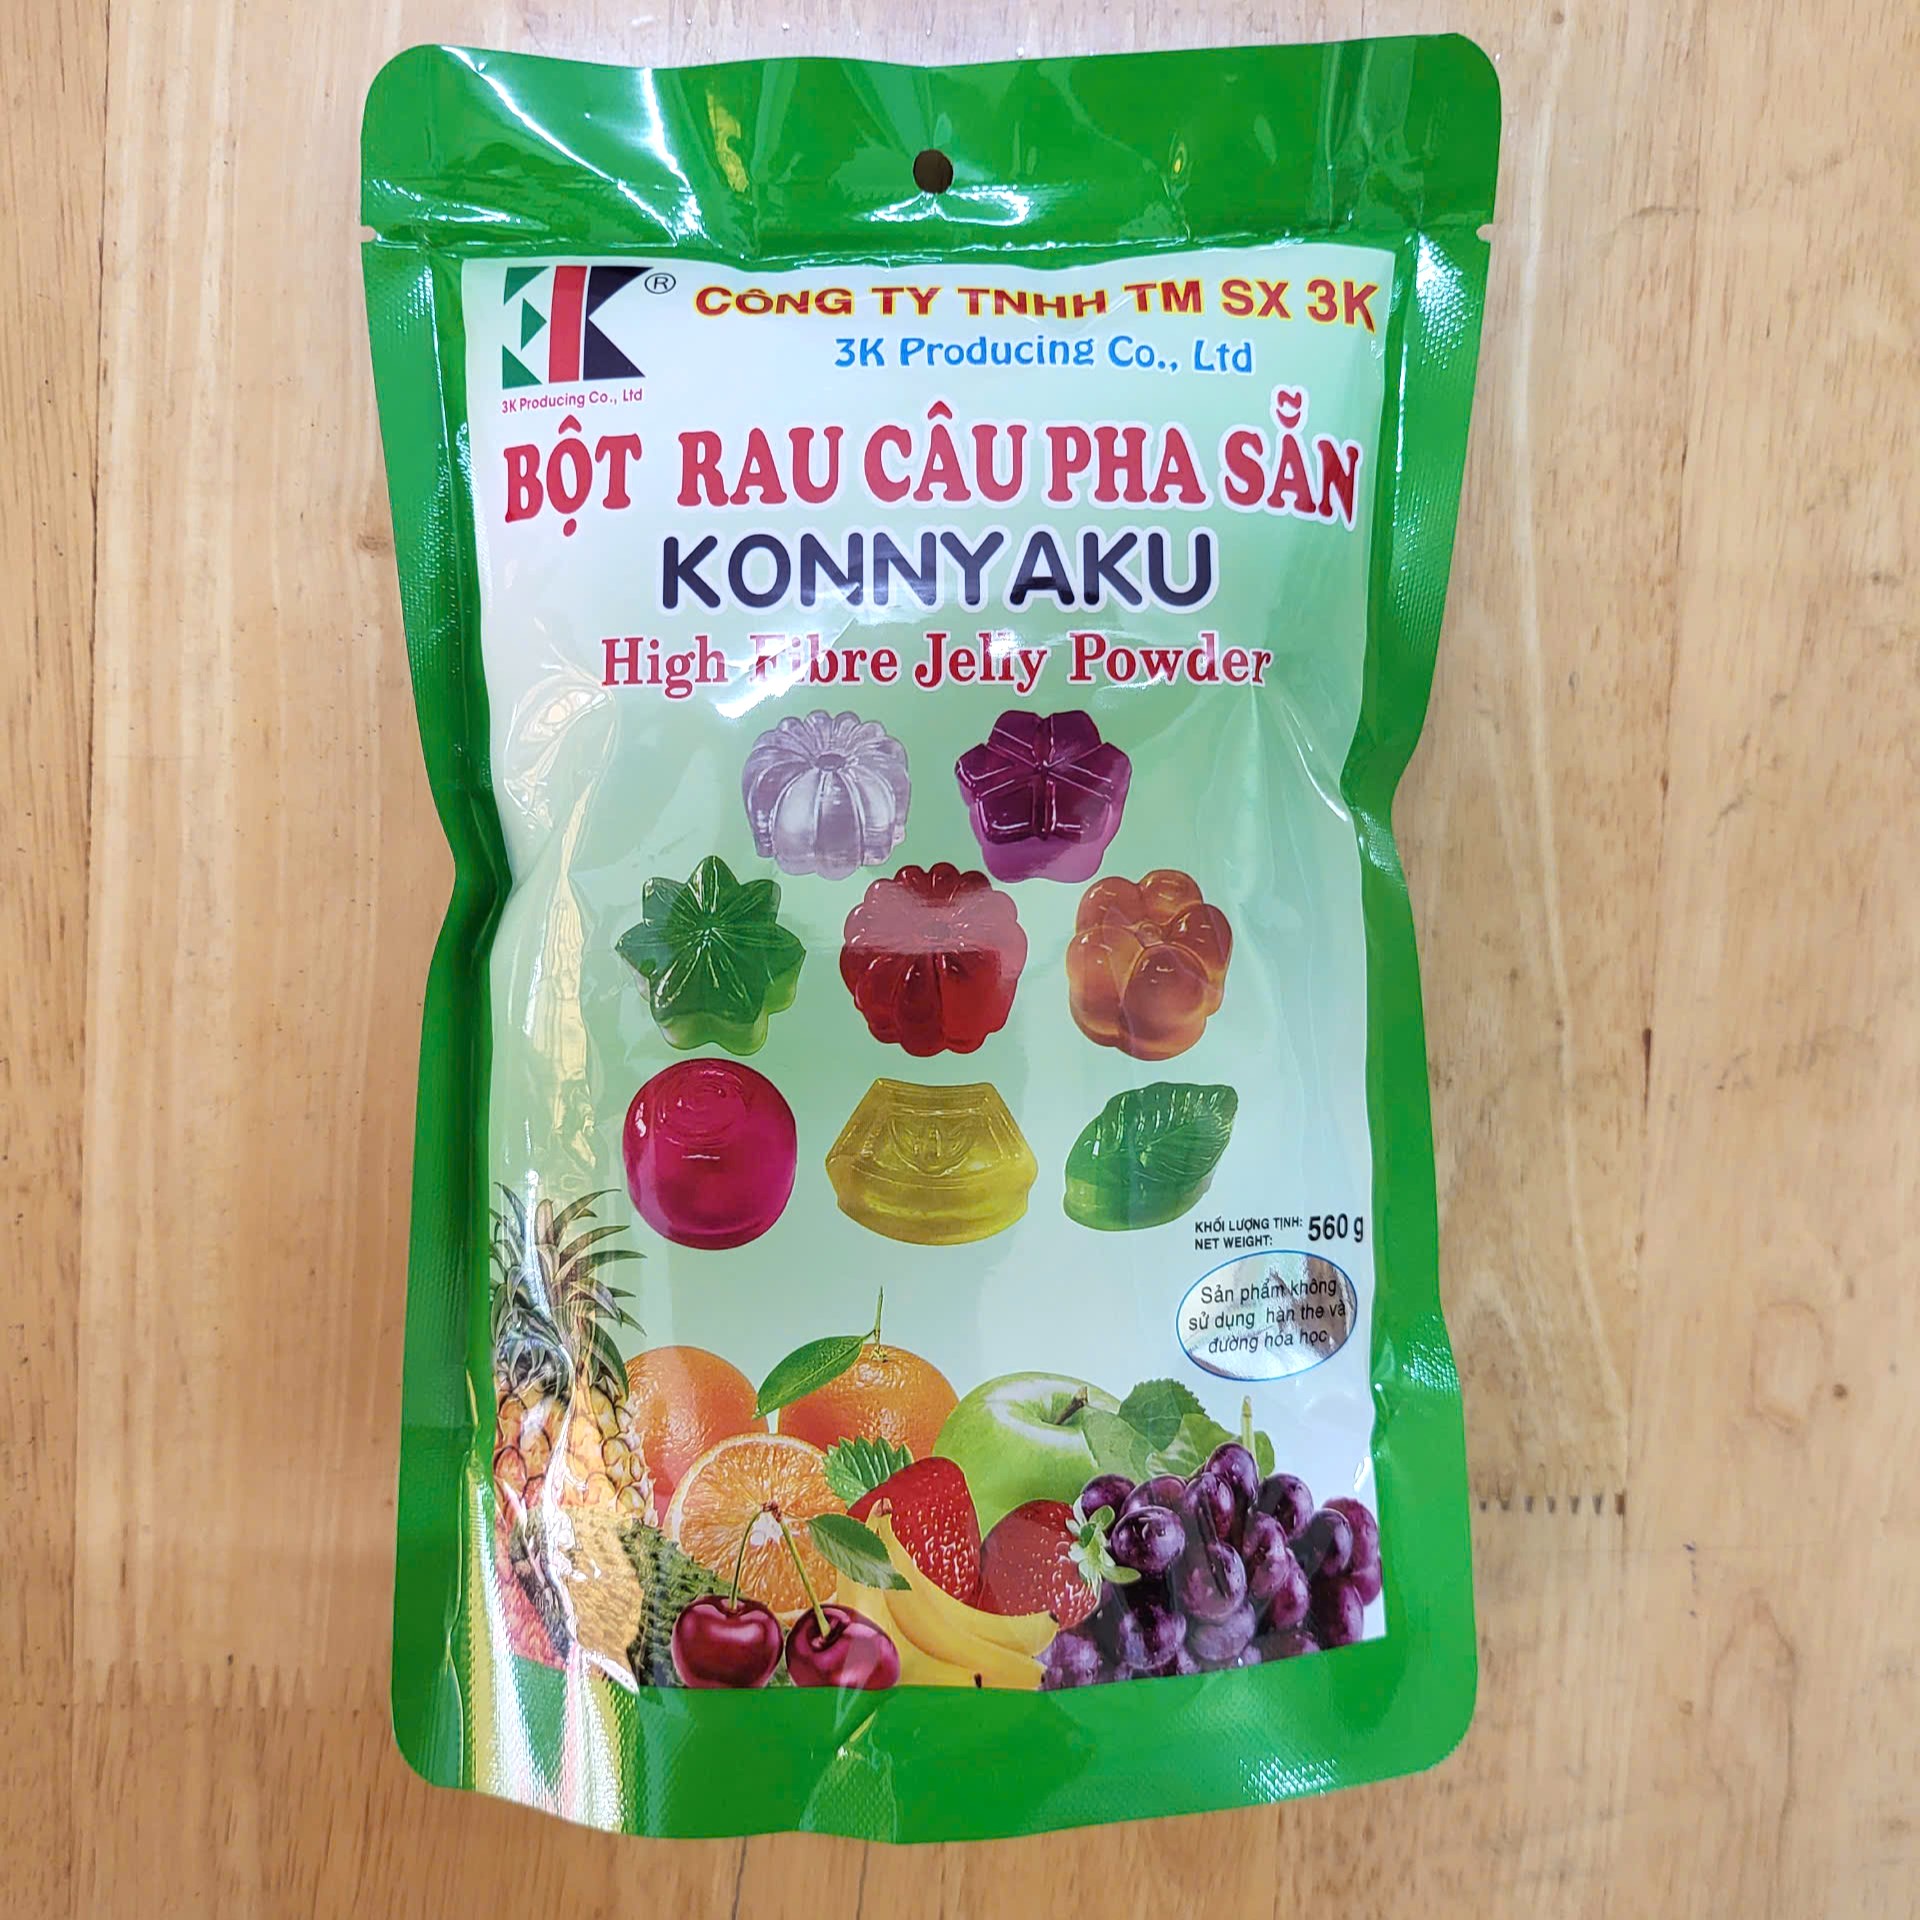 3K ®
3K Producing Co., Ltd
CÔNG TY TNHH TM SX 3K
3K Producing Co., Ltd
BỘT RAU CÂU PHA SẴN
KONNYAKU
High Fibre Jelly Powder
KHỐI LƯỢNG TỊNH: 560 g
NET WEIGHT:
Sản phẩm không
sử dụng hàn the và
đường hóa học